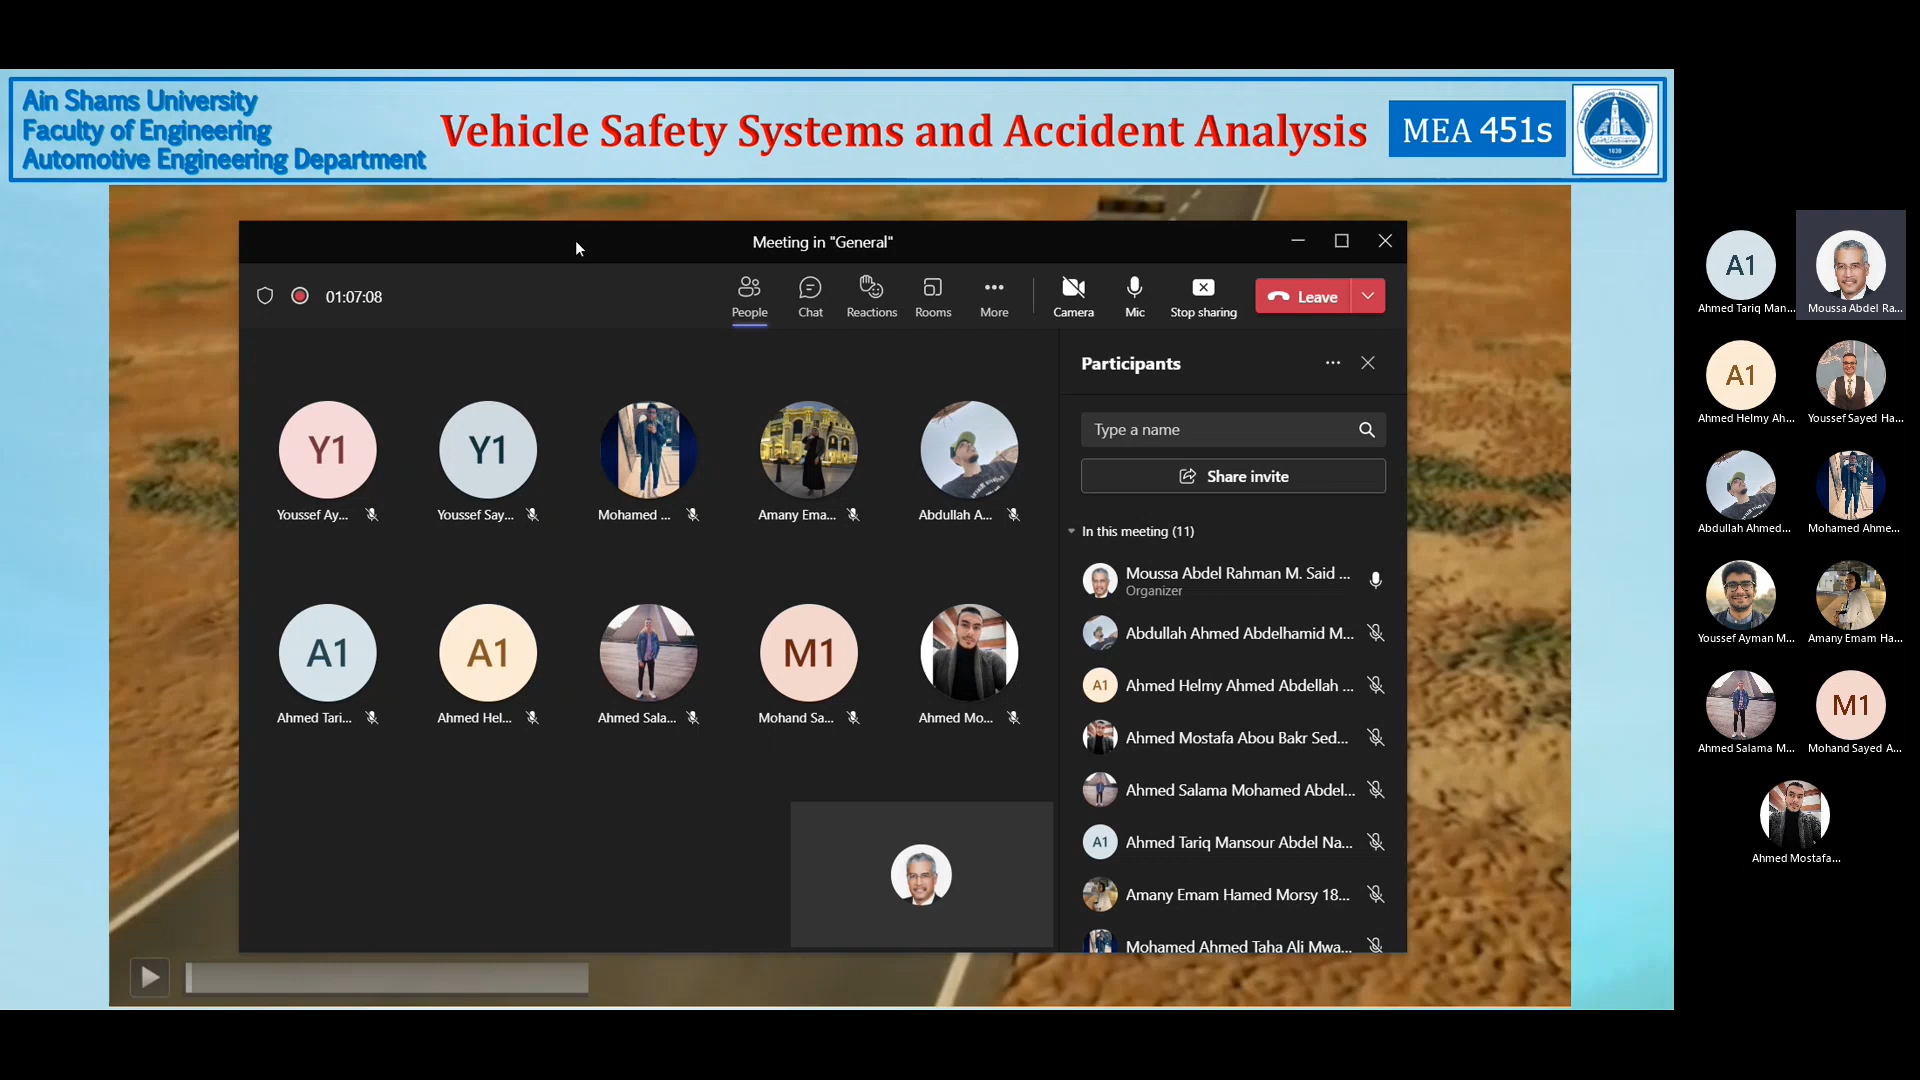 Ain Shams University
Faculty of Engineering
Automotive Engineering Department
Vehicle Safety Systems and Accident Analysis
MEA 451s
Meeting in "General"
01:07:08
People
Chat
Reactions
Rooms
More
Camera
Mic
Stop sharing
Leave
Y1
Youssef Ay...
Y1
Youssef Say...
Mohamed ...
Amany Ema...
Abdullah A...
A1
Ahmed Tari...
A1
Ahmed Hel...
Ahmed Sala...
M1
Mohand Sa...
Ahmed Mo...
Participants
Type a name
Share invite
In this meeting (11)
Moussa Abdel Rahman M. Said ...
Organizer
Abdullah Ahmed Abdelhamid M...
A1
Ahmed Helmy Ahmed Abdellah ...
Ahmed Mostafa Abou Bakr Sed...
Ahmed Salama Mohamed Abdel...
A1
Ahmed Tariq Mansour Abdel Na...
Amany Emam Hamed Morsy 18...
Mohamed Ahmed Taha Ali Mwa...
A1
Ahmed Tariq Man...
Moussa Abdel Ra...
A1
Ahmed Helmy Ah...
Youssef Sayed Ha...
Abdullah Ahmed...
Mohamed Ahme...
Youssef Ayman M...
Amany Emam Ha...
Ahmed Salama M...
M1
Mohand Sayed A...
Ahmed Mostafa...